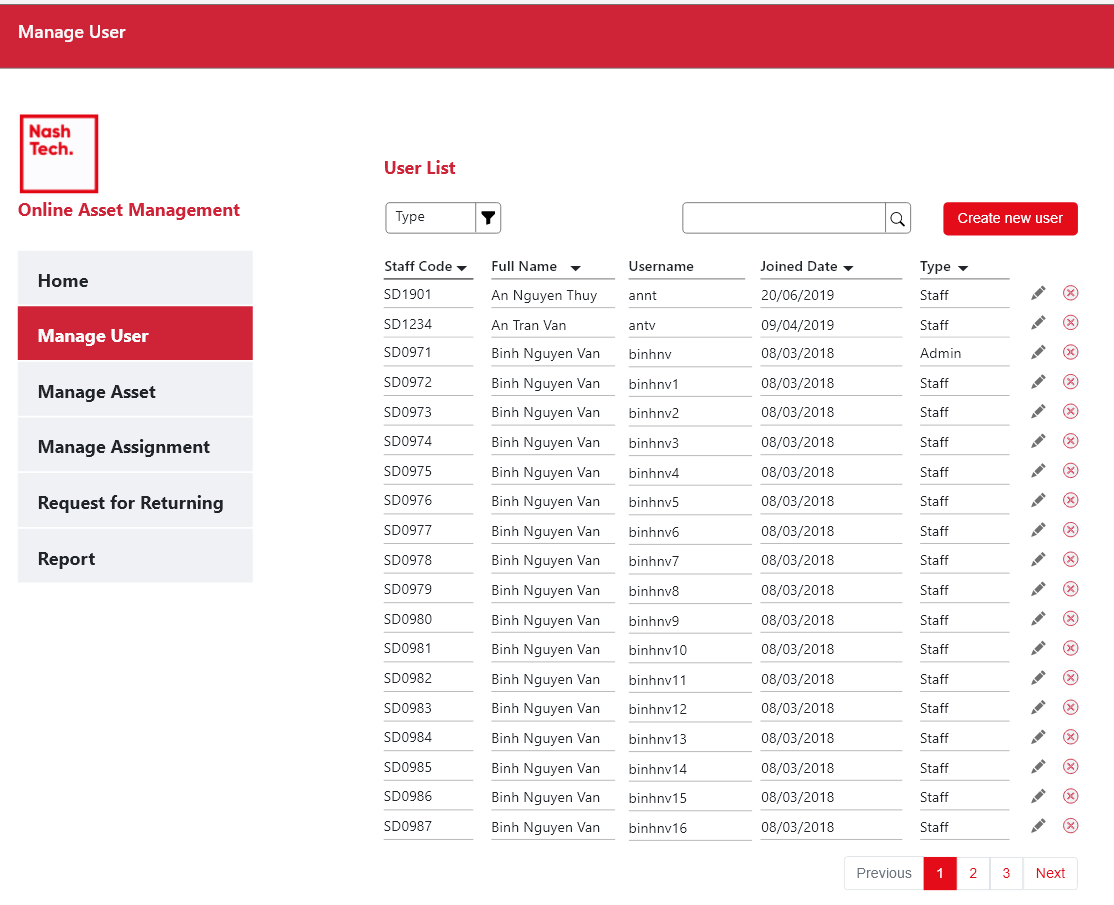 Manage User
Nash
Tech.
Online Asset Management
Home
Manage User
Manage Asset
Manage Assignment
Request for Returning
Report
User List
Type
Create new user
Staff Code Full Name Username Joined Date Type
SD1901 An Nguyen Thuy annt 20/06/2019 Staff
SD1234 An Tran Van antv 09/04/2019 Staff
SD0971 Binh Nguyen Van binhnv 08/03/2018 Admin
SD0972 Binh Nguyen Van binhnv1 08/03/2018 Staff
SD0973 Binh Nguyen Van binhnv2 08/03/2018 Staff
SD0974 Binh Nguyen Van binhnv3 08/03/2018 Staff
SD0975 Binh Nguyen Van binhnv4 08/03/2018 Staff
SD0976 Binh Nguyen Van binhnv5 08/03/2018 Staff
SD0977 Binh Nguyen Van binhnv6 08/03/2018 Staff
SD0978 Binh Nguyen Van binhnv7 08/03/2018 Staff
SD0979 Binh Nguyen Van binhnv8 08/03/2018 Staff
SD0980 Binh Nguyen Van binhnv9 08/03/2018 Staff
SD0981 Binh Nguyen Van binhnv10 08/03/2018 Staff
SD0982 Binh Nguyen Van binhnv11 08/03/2018 Staff
SD0983 Binh Nguyen Van binhnv12 08/03/2018 Staff
SD0984 Binh Nguyen Van binhnv13 08/03/2018 Staff
SD0985 Binh Nguyen Van binhnv14 08/03/2018 Staff
SD0986 Binh Nguyen Van binhnv15 08/03/2018 Staff
SD0987 Binh Nguyen Van binhnv16 08/03/2018 Staff
Previous 1 2 3 Next